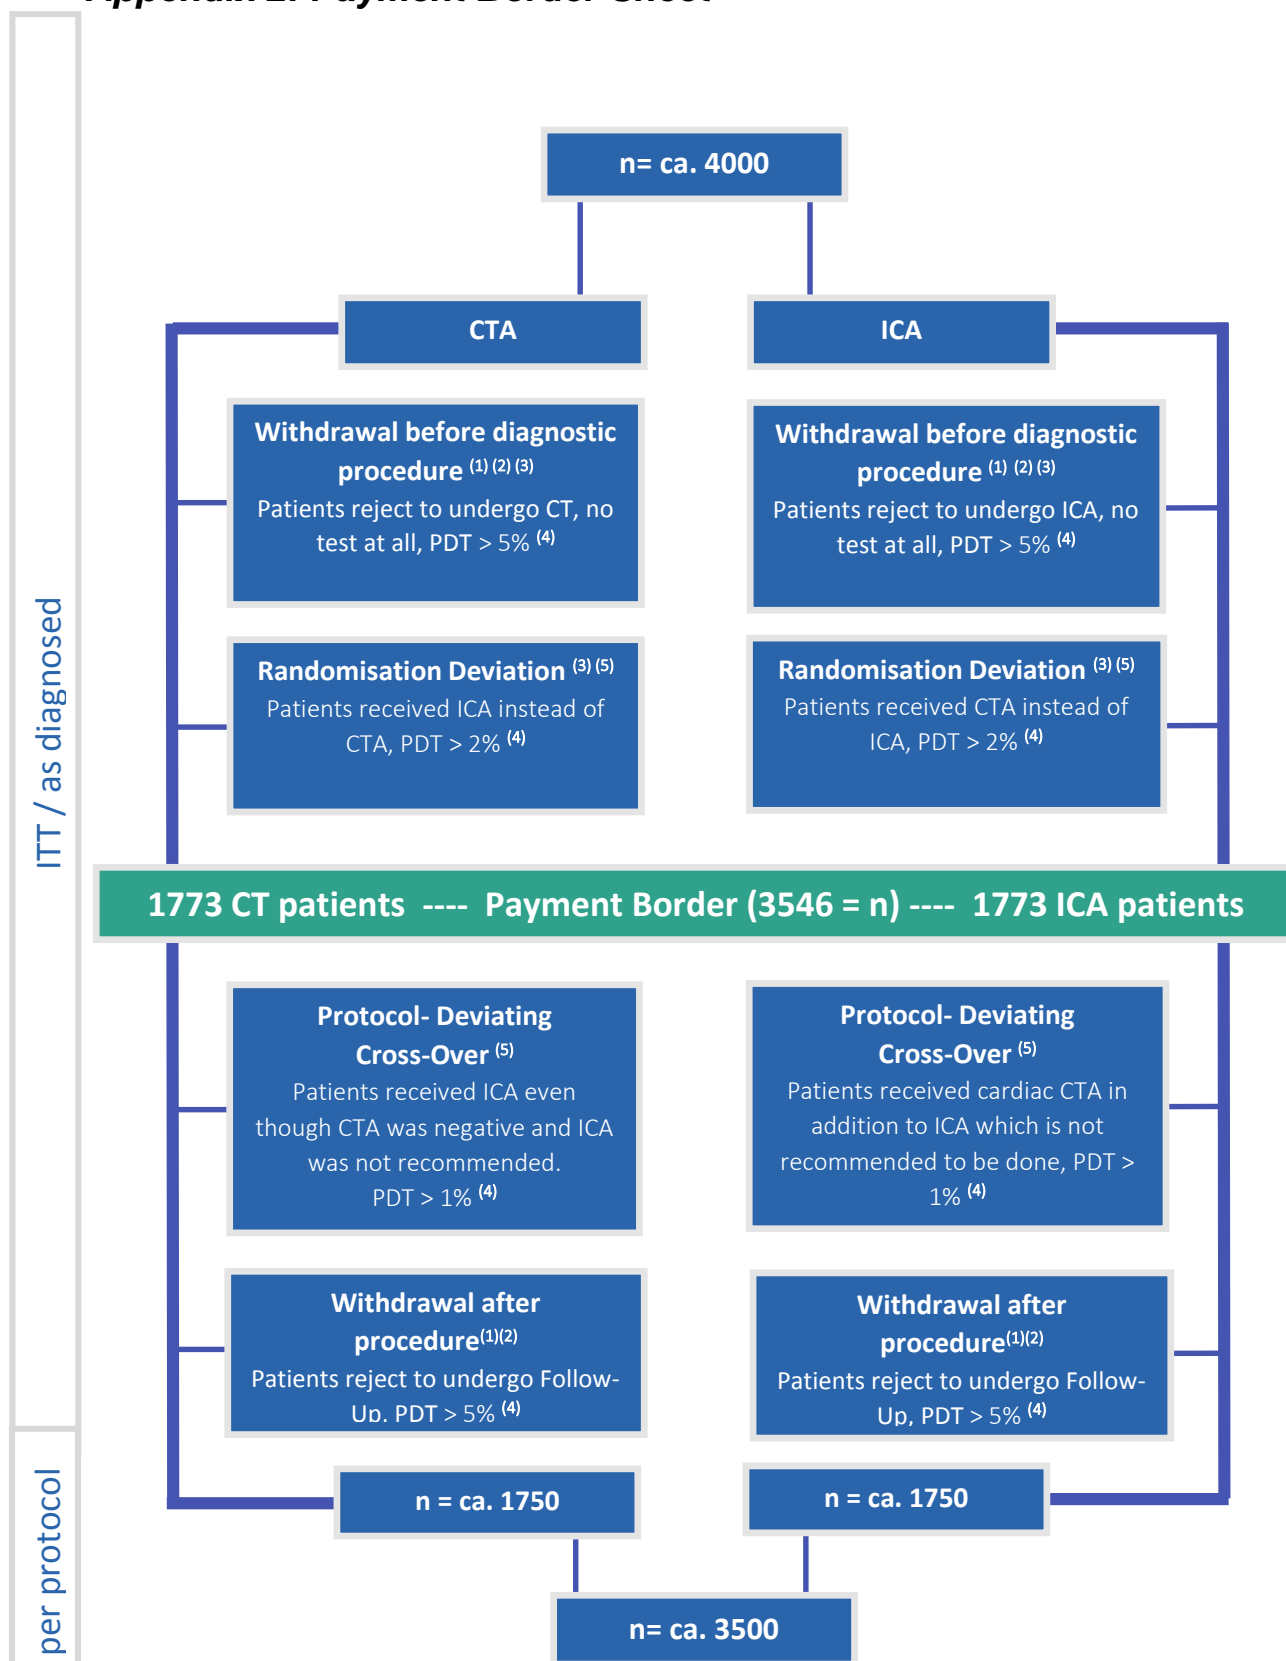 n= ca. 4000
CTA
ICA
Withdrawal before diagnostic
procedure (1) (2) (3)
Patients reject to undergo CT, no
test at all, PDT > 5% (4)
Withdrawal before diagnostic
procedure (1) (2) (3)
Patients reject to undergo ICA, no
test at all, PDT > 5% (4)
Randomisation Deviation (3) (5)
Patients received ICA instead of
CTA, PDT > 2% (4)
Randomisation Deviation (3) (5)
Patients received CTA instead of
ICA, PDT > 2% (4)
ITT / as diagnosed
1773 CT patients ---- Payment Border (3546 = n) ---- 1773 ICA patients
Protocol- Deviating
Cross-Over (5)
Patients received ICA even
though CTA was negative and ICA
was not recommended.
PDT > 1% (4)
Protocol- Deviating
Cross-Over (5)
Patients received cardiac CTA in
addition to ICA which is not
recommended to be done, PDT >
1% (4)
Withdrawal after
procedure(1)(2)
Patients reject to undergo Follow-
Up. PDT > 5% (4)
Withdrawal after
procedure(1)(2)
Patients reject to undergo Follow-
Up, PDT > 5% (4)
n = ca. 1750
n = ca. 1750
per protocol
n= ca. 3500